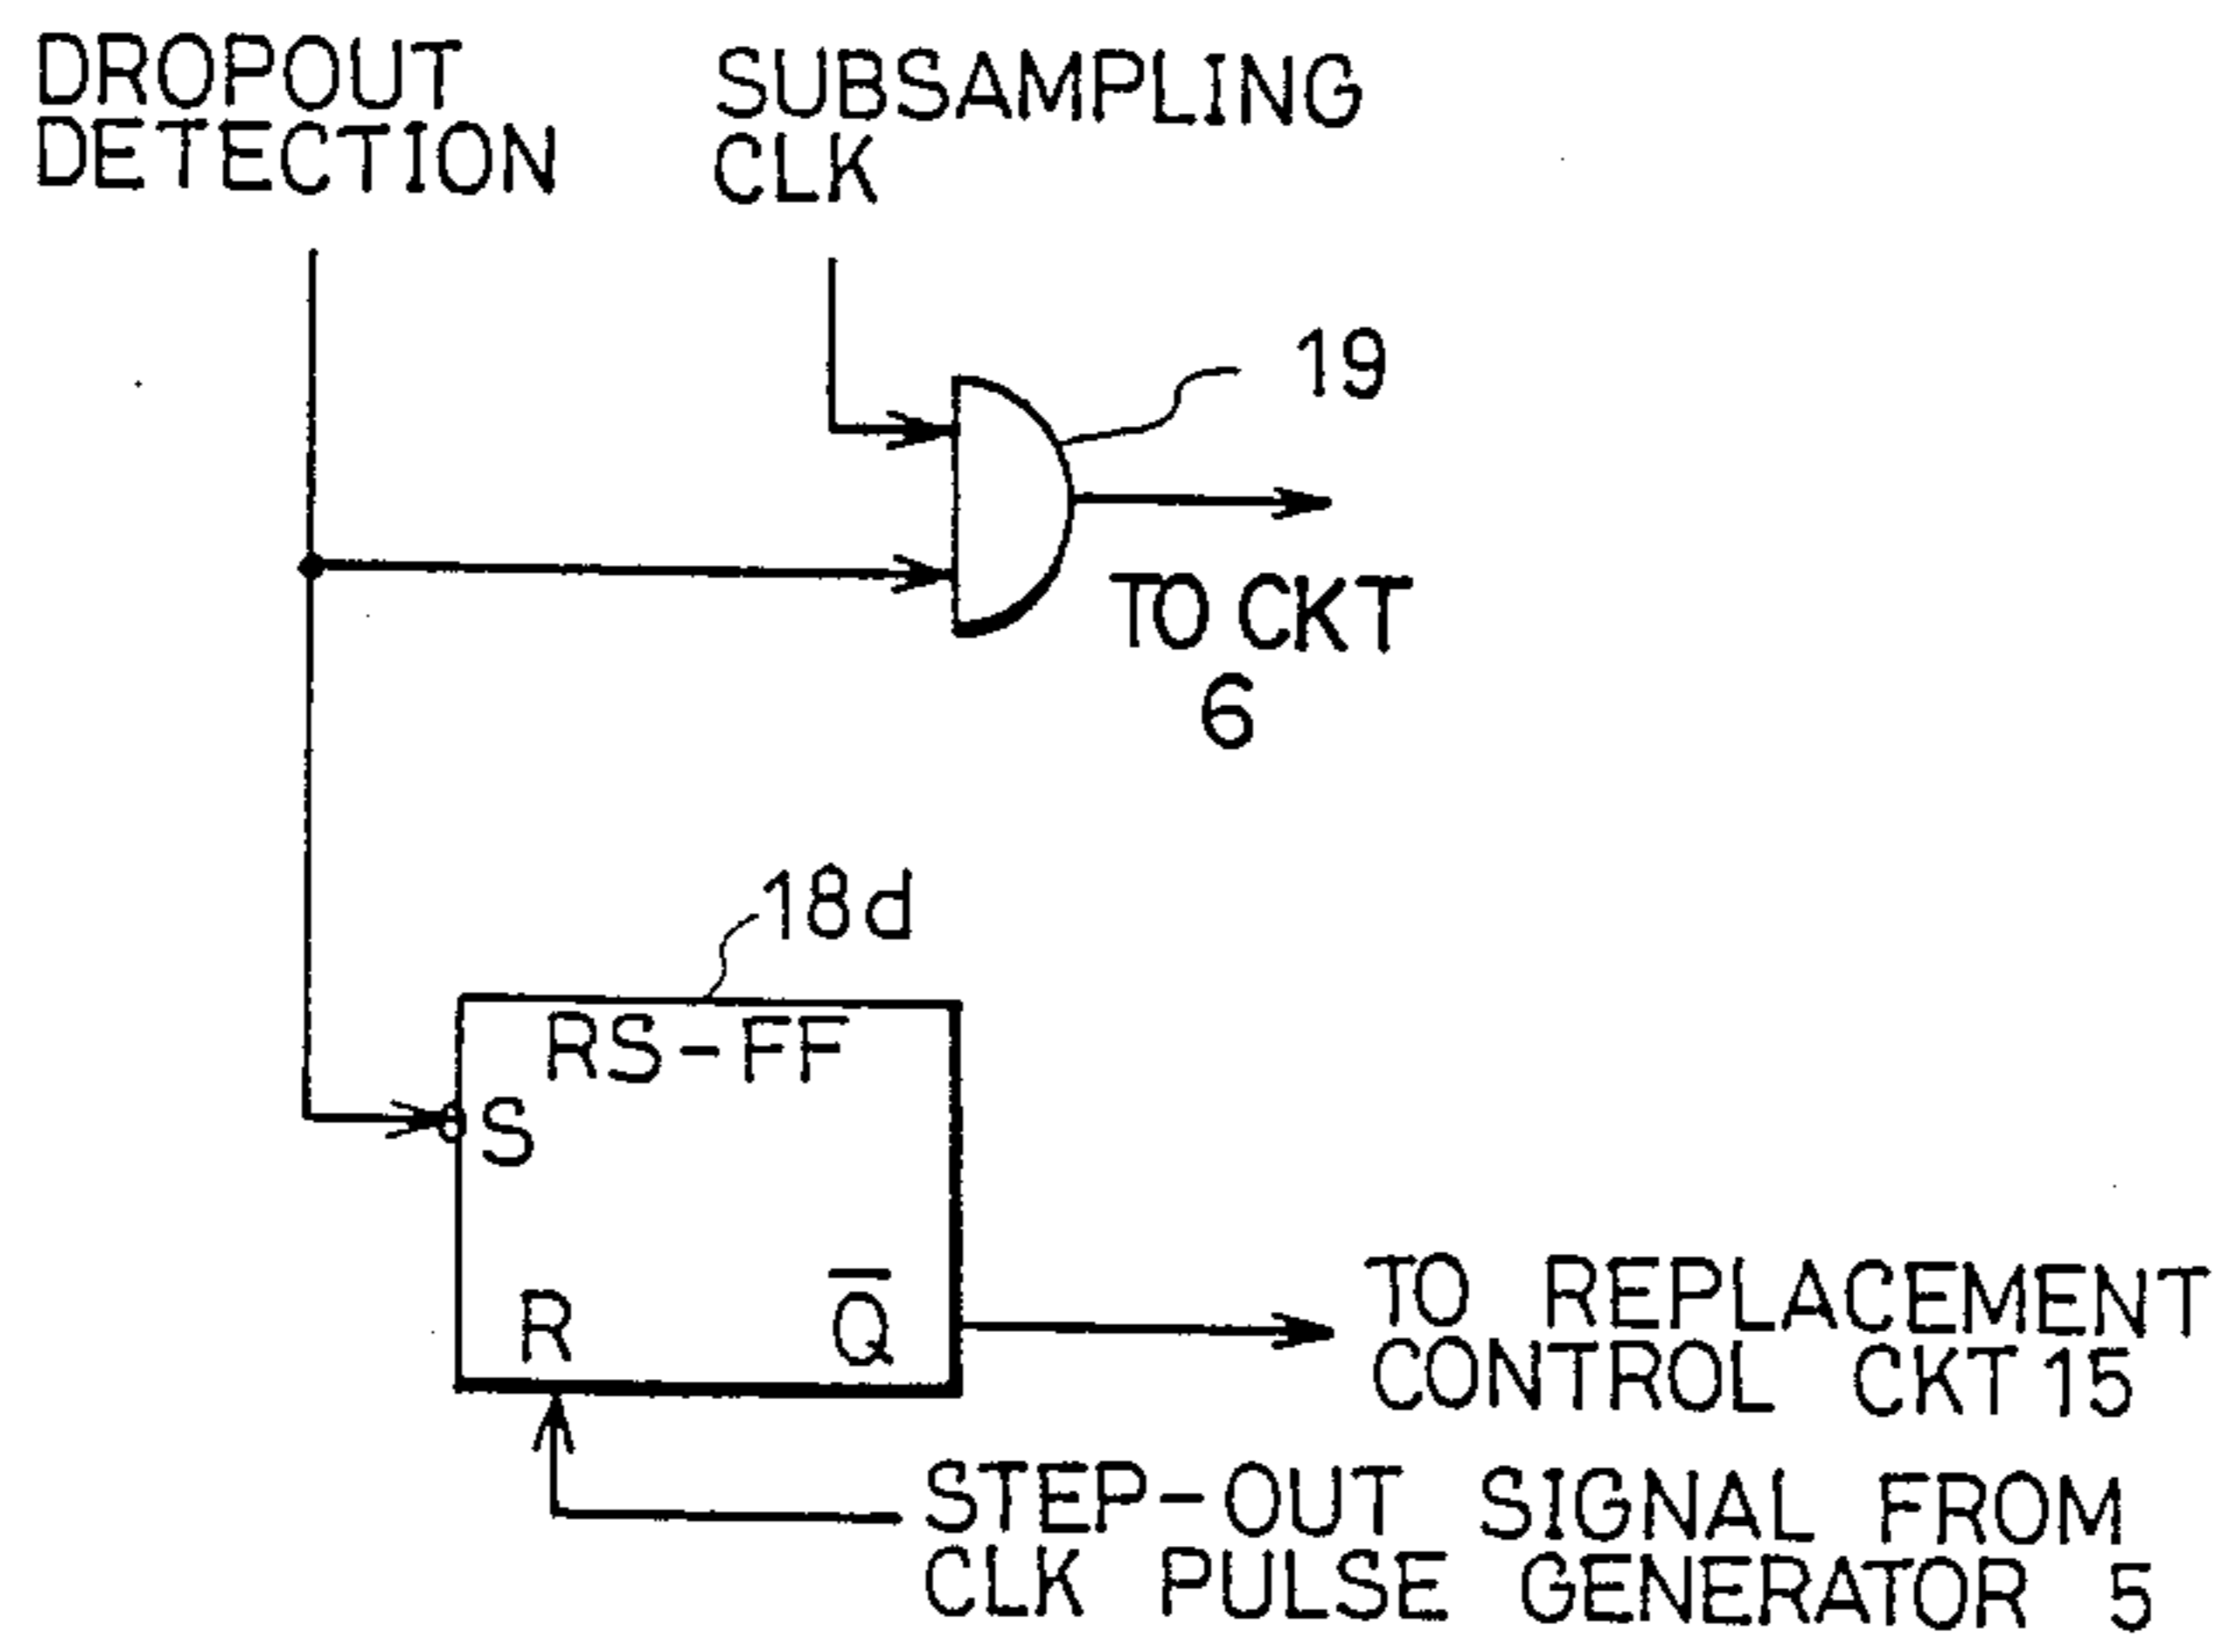 DROPOUT
DETECTION
SUBSAMPLING
CLK
19
TO CKT
6
18d
RS-FF
S
R
Q̅
TO REPLACEMENT
CONTROL CKT 15
STEP-OUT SIGNAL FROM
CLK PULSE GENERATOR 5